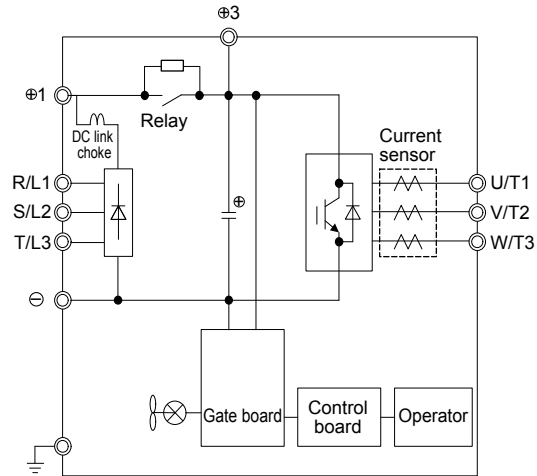 ⊕3
⊕1
Relay
DC link
choke
Current
sensor
R/L1
S/L2
T/L3
U/T1
V/T2
W/T3
⊕
⊖
Gate board
Control
board
Operator